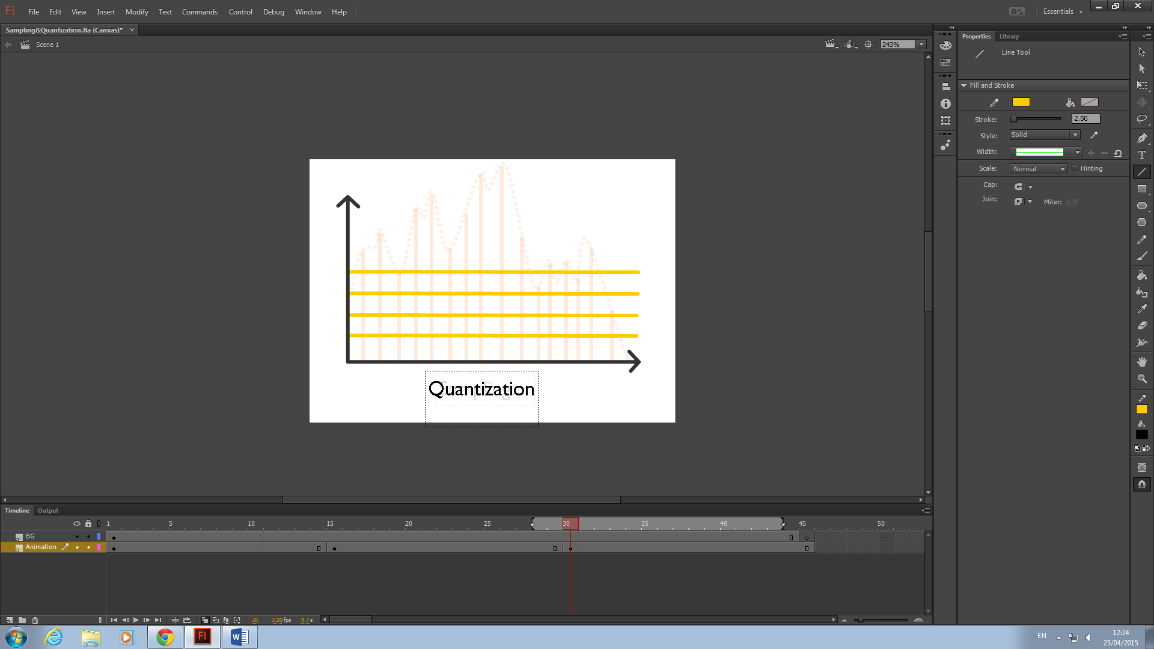 Fl File Edit View Insert Modify Text Commands Control Debug Window Help Essentials
Sampling&Quantization.fla (Canvas)* ×
Scene 1 243%
Properties Library
Line Tool
Fill and Stroke
Stroke: 2.50
Style: Solid
Width:
Scale: Normal Hinting
Cap:
Join: Miter:
Quantization
Timeline Output
1 5 10 15 20 25 30 35 40 45 50
BG
Animation
30
EN 12:24
23/04/2015